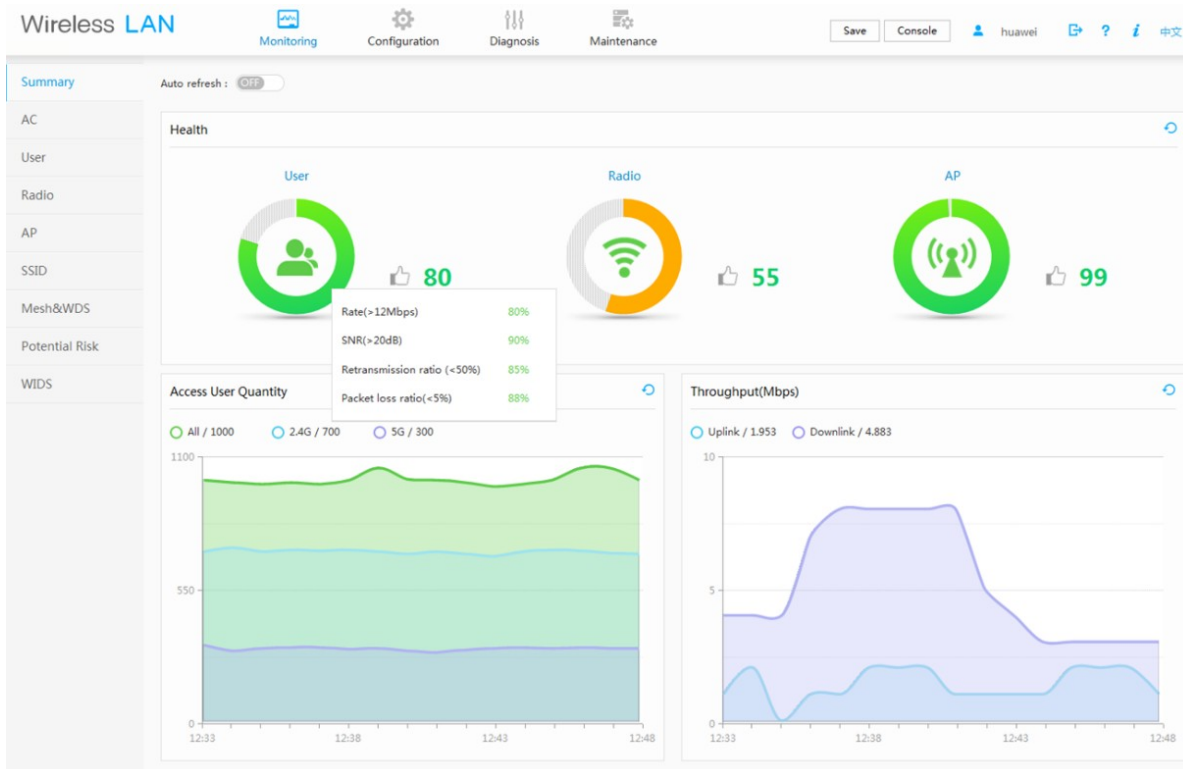 Wireless LAN
Monitoring
Configuration
Diagnosis
Maintenance
Save
Console
huawei
?
i
中文
Summary
AC
User
Radio
AP
SSID
Mesh&WDS
Potential Risk
WIDS
Auto refresh : OFF
Health
User
Radio
AP
80
55
99
Rate(>12Mbps) 80%
SNR(>20dB) 90%
Retransmission ratio (<50%) 85%
Packet loss ratio(<5%) 88%
Access User Quantity
All / 1000 2.4G / 700 5G / 300
1100
550
0
12:33 12:38 12:43 12:48
Throughput(Mbps)
Uplink / 1.953 Downlink / 4.883
10
5
0
12:33 12:38 12:43 12:48